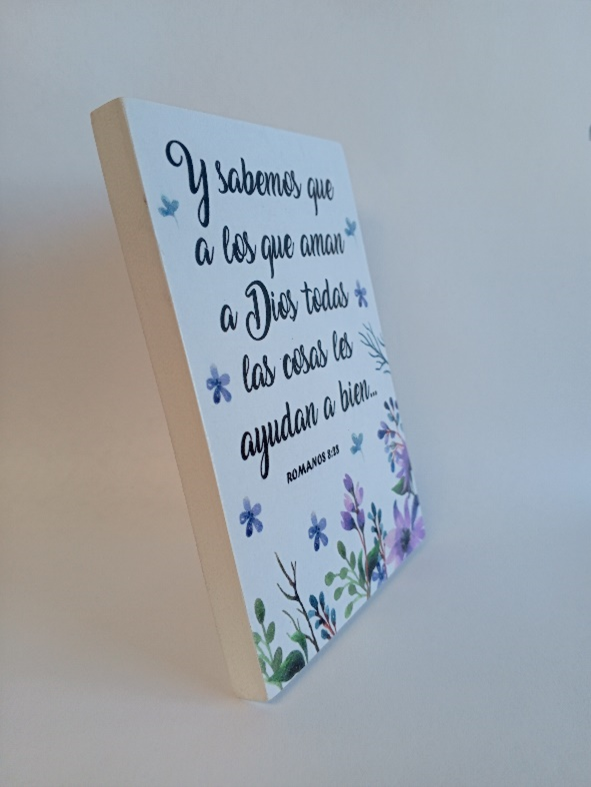 Y sabemos que
a los que aman
a Dios todas
las cosas les
ayudan a bien...
ROMANOS 8:28